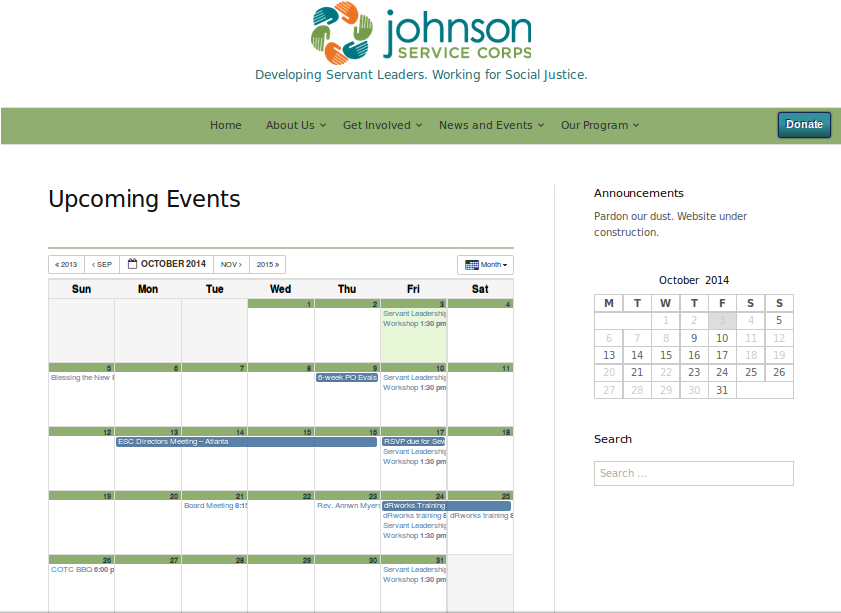 johnson
SERVICE CORPS
Developing Servant Leaders. Working for Social Justice.
Home About Us Get Involved News and Events Our Program Donate
Upcoming Events
« 2013 ‹ SEP OCTOBER 2014 NOV › 2015 » Month
Sun Mon Tue Wed Thu Fri Sat
1 2 3 4
Servant Leadership
Workshop 1:30 pm
5 6 7 8 9 10 11
Blessing the New 6-week PO Evals Servant Leadership
Workshop 1:30 pm
12 13 14 15 16 17 18
ESC Directors Meeting – Atlanta RSVP due for Sew
Servant Leadership
Workshop 1:30 pm
19 20 21 22 23 24 25
Board Meeting 8:15 Rev. Annwn Myers dRworks Training
dRworks training 8 dRworks training 8
Servant Leadership
Workshop 1:30 pm
26 27 28 29 30 31
COTC BBQ 6:00 p Servant Leadership
Workshop 1:30 pm
Announcements
Pardon our dust. Website under
construction.
October 2014
M T W T F S S
1 2 3 4 5
6 7 8 9 10 11 12
13 14 15 16 17 18 19
20 21 22 23 24 25 26
27 28 29 30 31
Search
Search ...